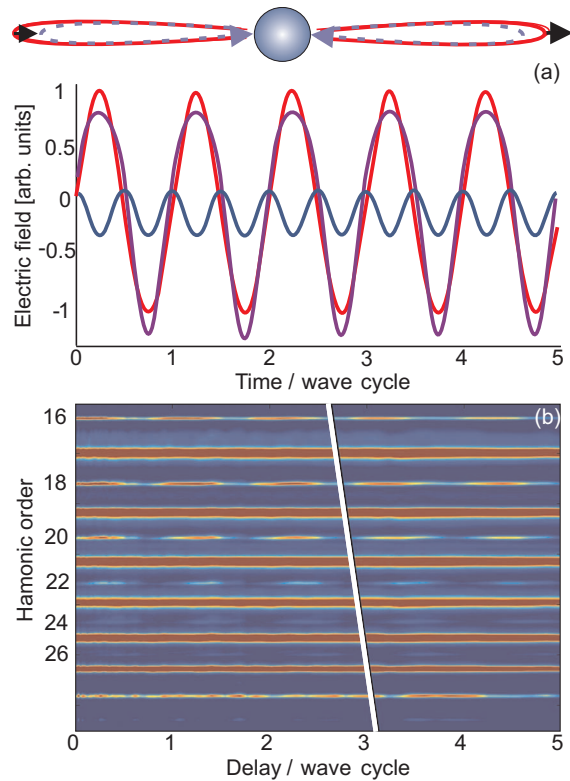 (a)
Electric field [arb. units]
1
0.5
0
-0.5
-1
0 1 2 3 4 5
Time / wave cycle
(b)
Hamonic order
16
18
20
22
24
26
0 1 2 3 4 5
Delay / wave cycle